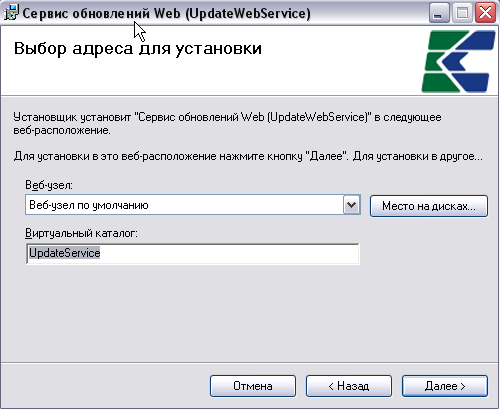 Сервис обновлений Web (UpdateWebService)
Выбор адреса для установки
Установщик установит "Сервис обновлений Web (UpdateWebService)" в следующее
веб-расположение.
Для установки в это веб-расположение нажмите кнопку "Далее". Для установки в другое...
Веб-узел:
Веб-узел по умолчанию
Место на дисках...
Виртуальный каталог:
UpdateService
Отмена
< Назад
Далее >